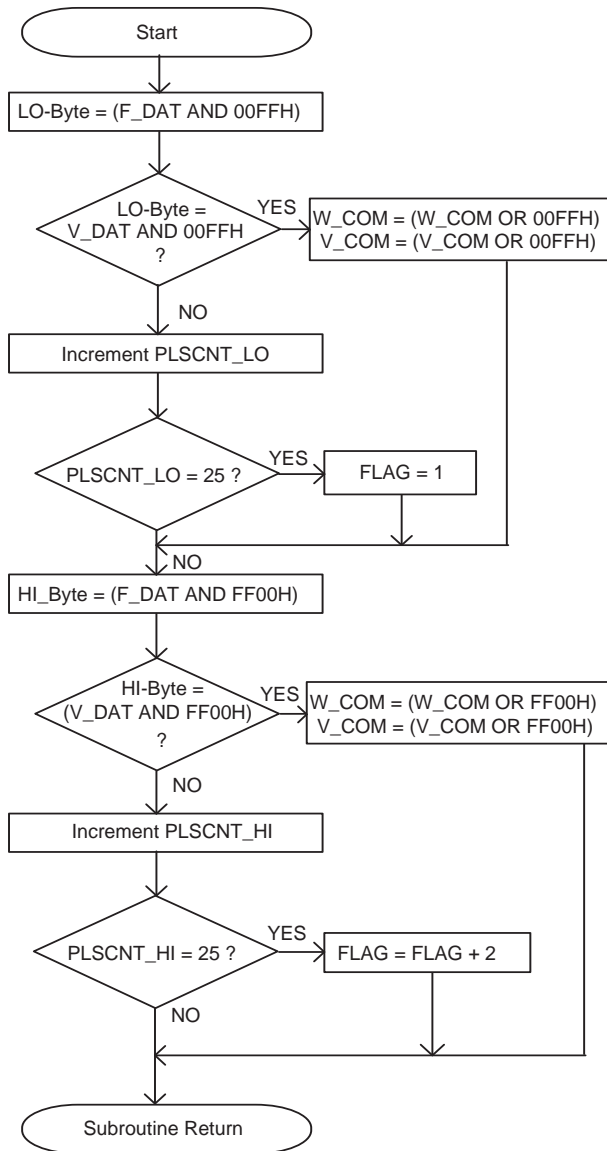 Start
LO-Byte = (F_DAT AND 00FFH)
LO-Byte =
V_DAT AND 00FFH
?
YES
W_COM = (W_COM OR 00FFH)
V_COM = (V_COM OR 00FFH)
NO
Increment PLSCNT_LO
PLSCNT_LO = 25 ?
YES
FLAG = 1
NO
HI_Byte = (F_DAT AND FF00H)
HI-Byte =
(V_DAT AND FF00H)
?
YES
W_COM = (W_COM OR FF00H)
V_COM = (V_COM OR FF00H)
NO
Increment PLSCNT_HI
PLSCNT_HI = 25 ?
YES
FLAG = FLAG + 2
NO
Subroutine Return